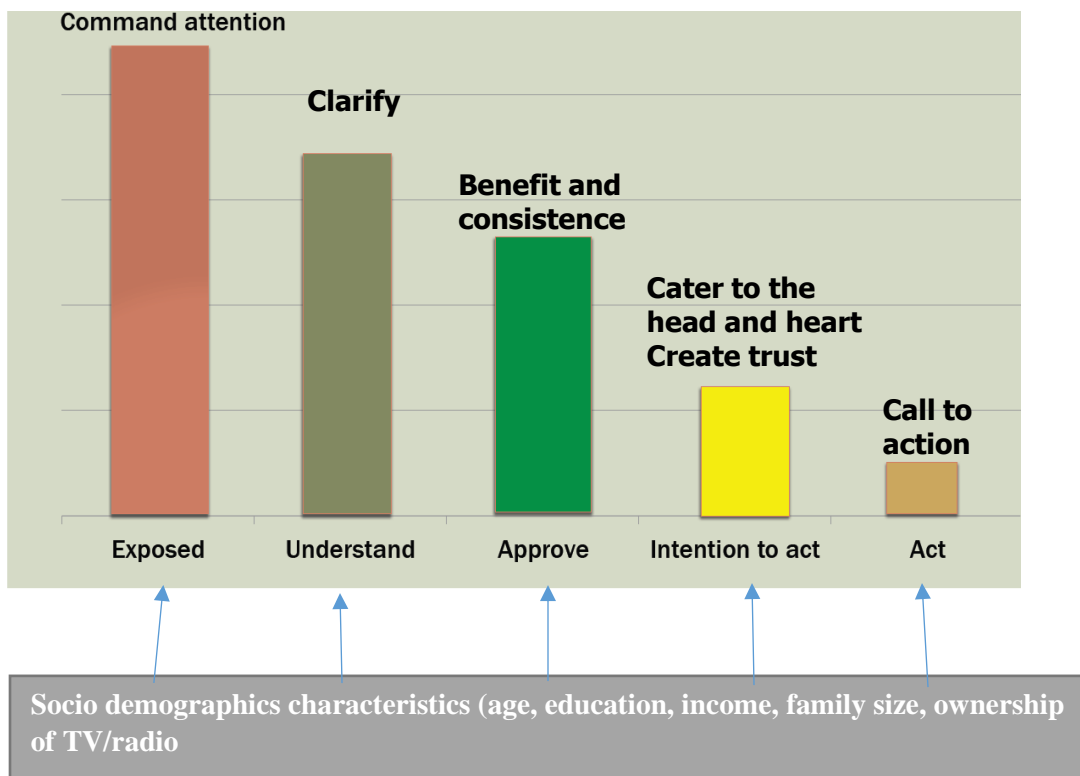 Command attention
Clarify
Benefit and
consistence
Cater to the
head and heart
Create trust
Call to
action
Exposed
Understand
Approve
Intention to act
Act
Socio demographics characteristics (age, education, income, family size, ownership
of TV/radio